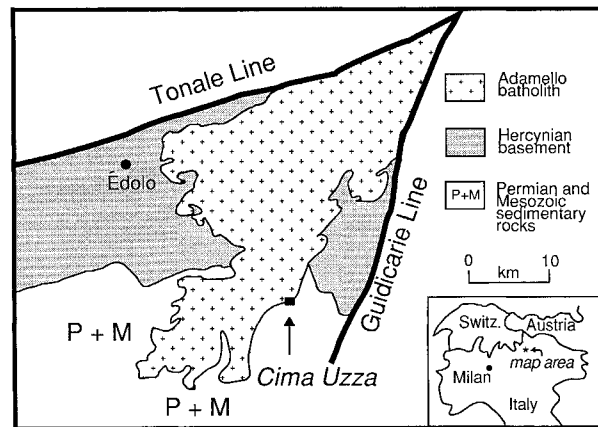 Tonale Line
Édolo
Guidicarie Line
P + M
Cima Uzza
P + M
Adamello
batholith
Hercynian
basement
P+M
Permian and
Mesozoic
sedimentary
rocks
0 10
km
Switz.
Austria
map area
Milan
Italy